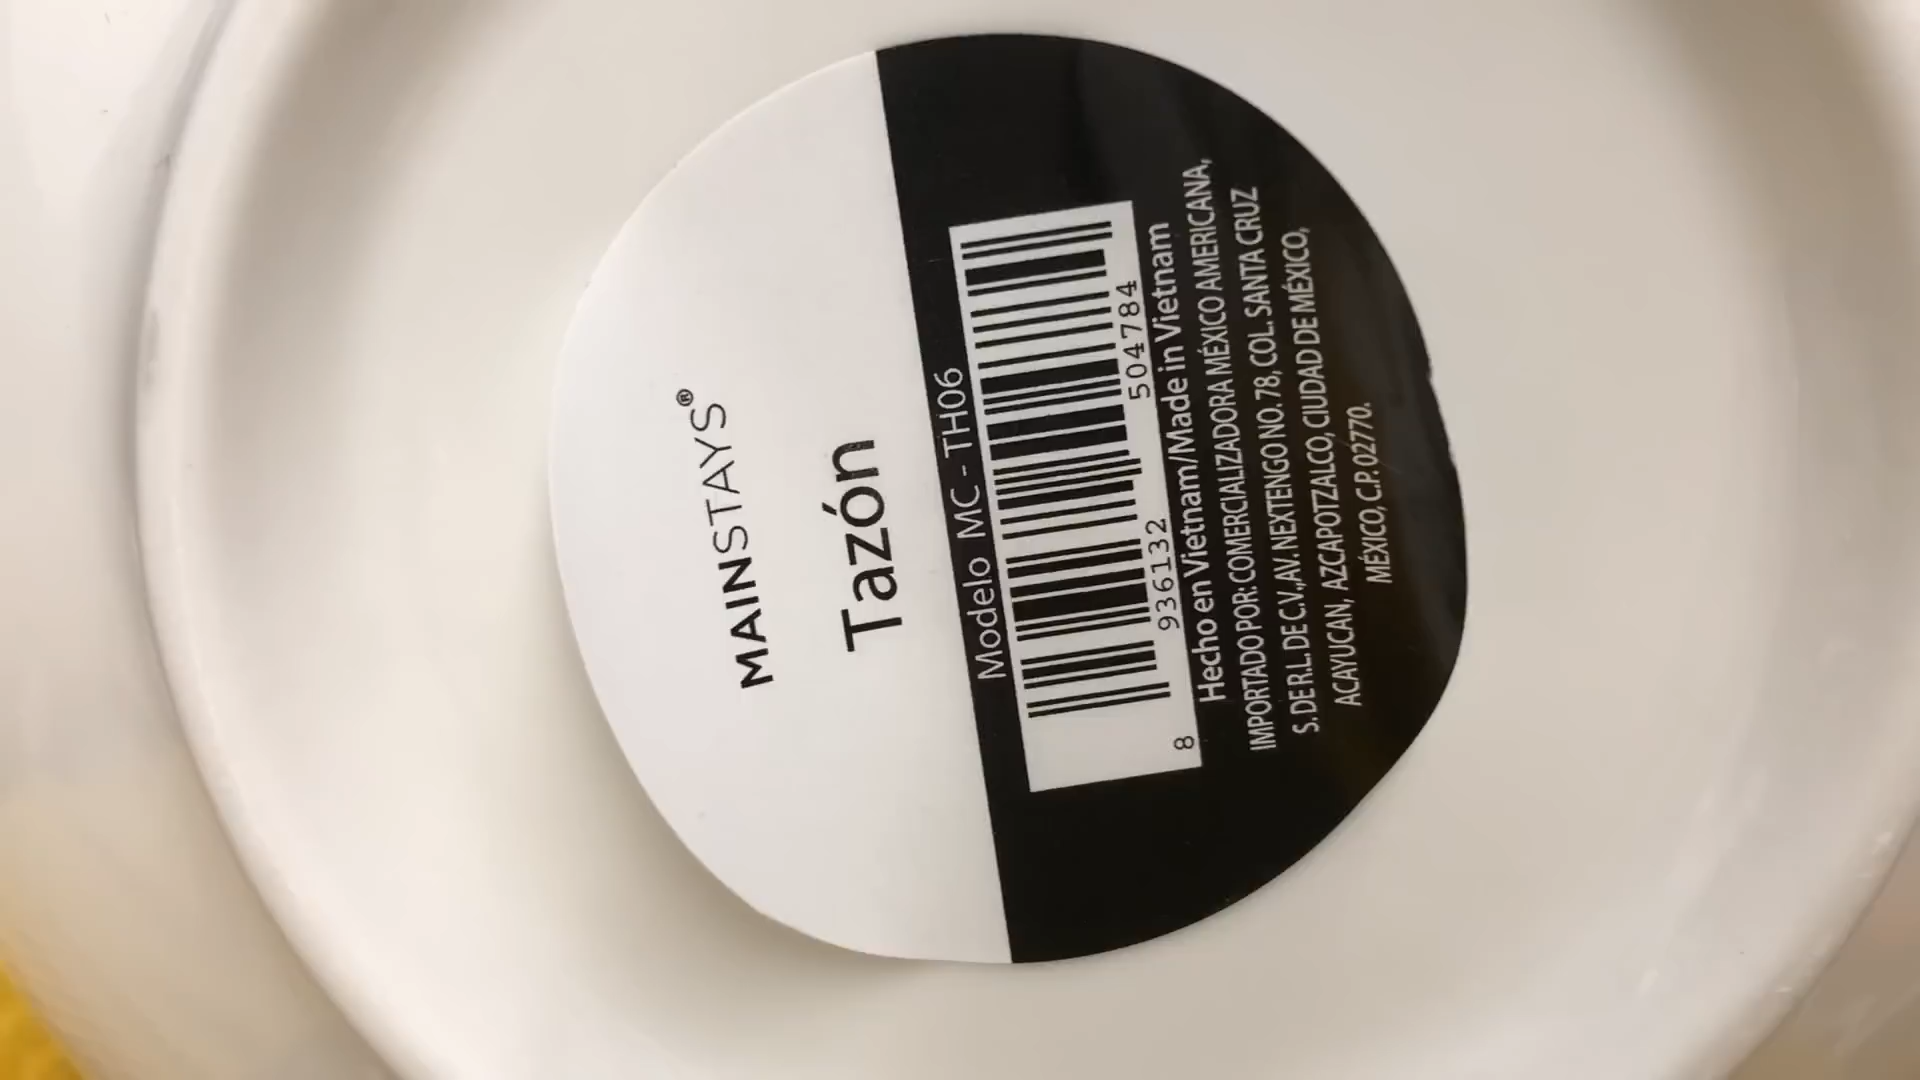 MAINSTAYS®
Tazón
Modelo MC - TH06
8 936132 504784
Hecho en Vietnam/Made in Vietnam
IMPORTADO POR: COMERCIALIZADORA MÉXICO AMERICANA,
S. DE R.L. DE C.V., AV. NEXTENGO NO. 78, COL. SANTA CRUZ
ACAYUCAN, AZCAPOTZALCO, CIUDAD DE MÉXICO,
MÉXICO, C.P. 02770.